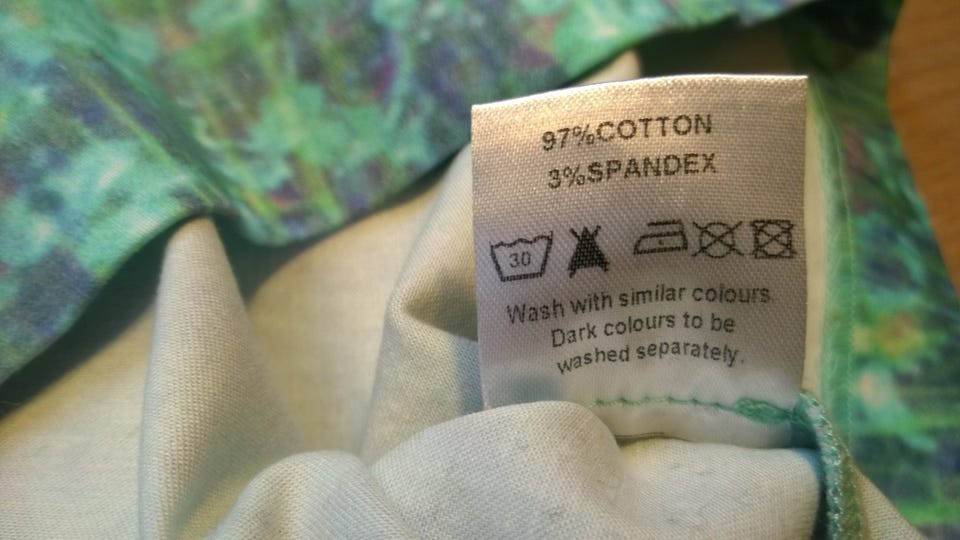 97%COTTON
3%SPANDEX
30
Wash with similar colours
Dark colours to be
washed separately.